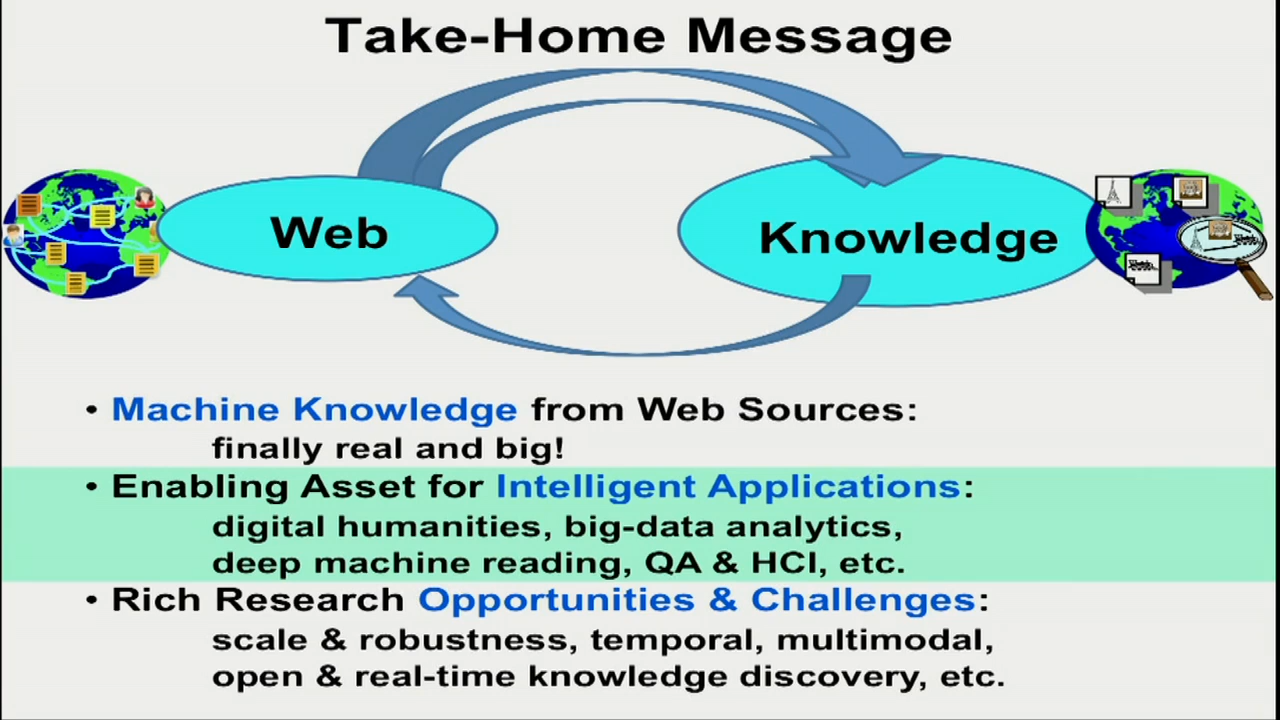 Take-Home Message
Web
Knowledge
• Machine Knowledge from Web Sources:
finally real and big!
• Enabling Asset for Intelligent Applications:
digital humanities, big-data analytics,
deep machine reading, QA & HCI, etc.
• Rich Research Opportunities & Challenges:
scale & robustness, temporal, multimodal,
open & real-time knowledge discovery, etc.